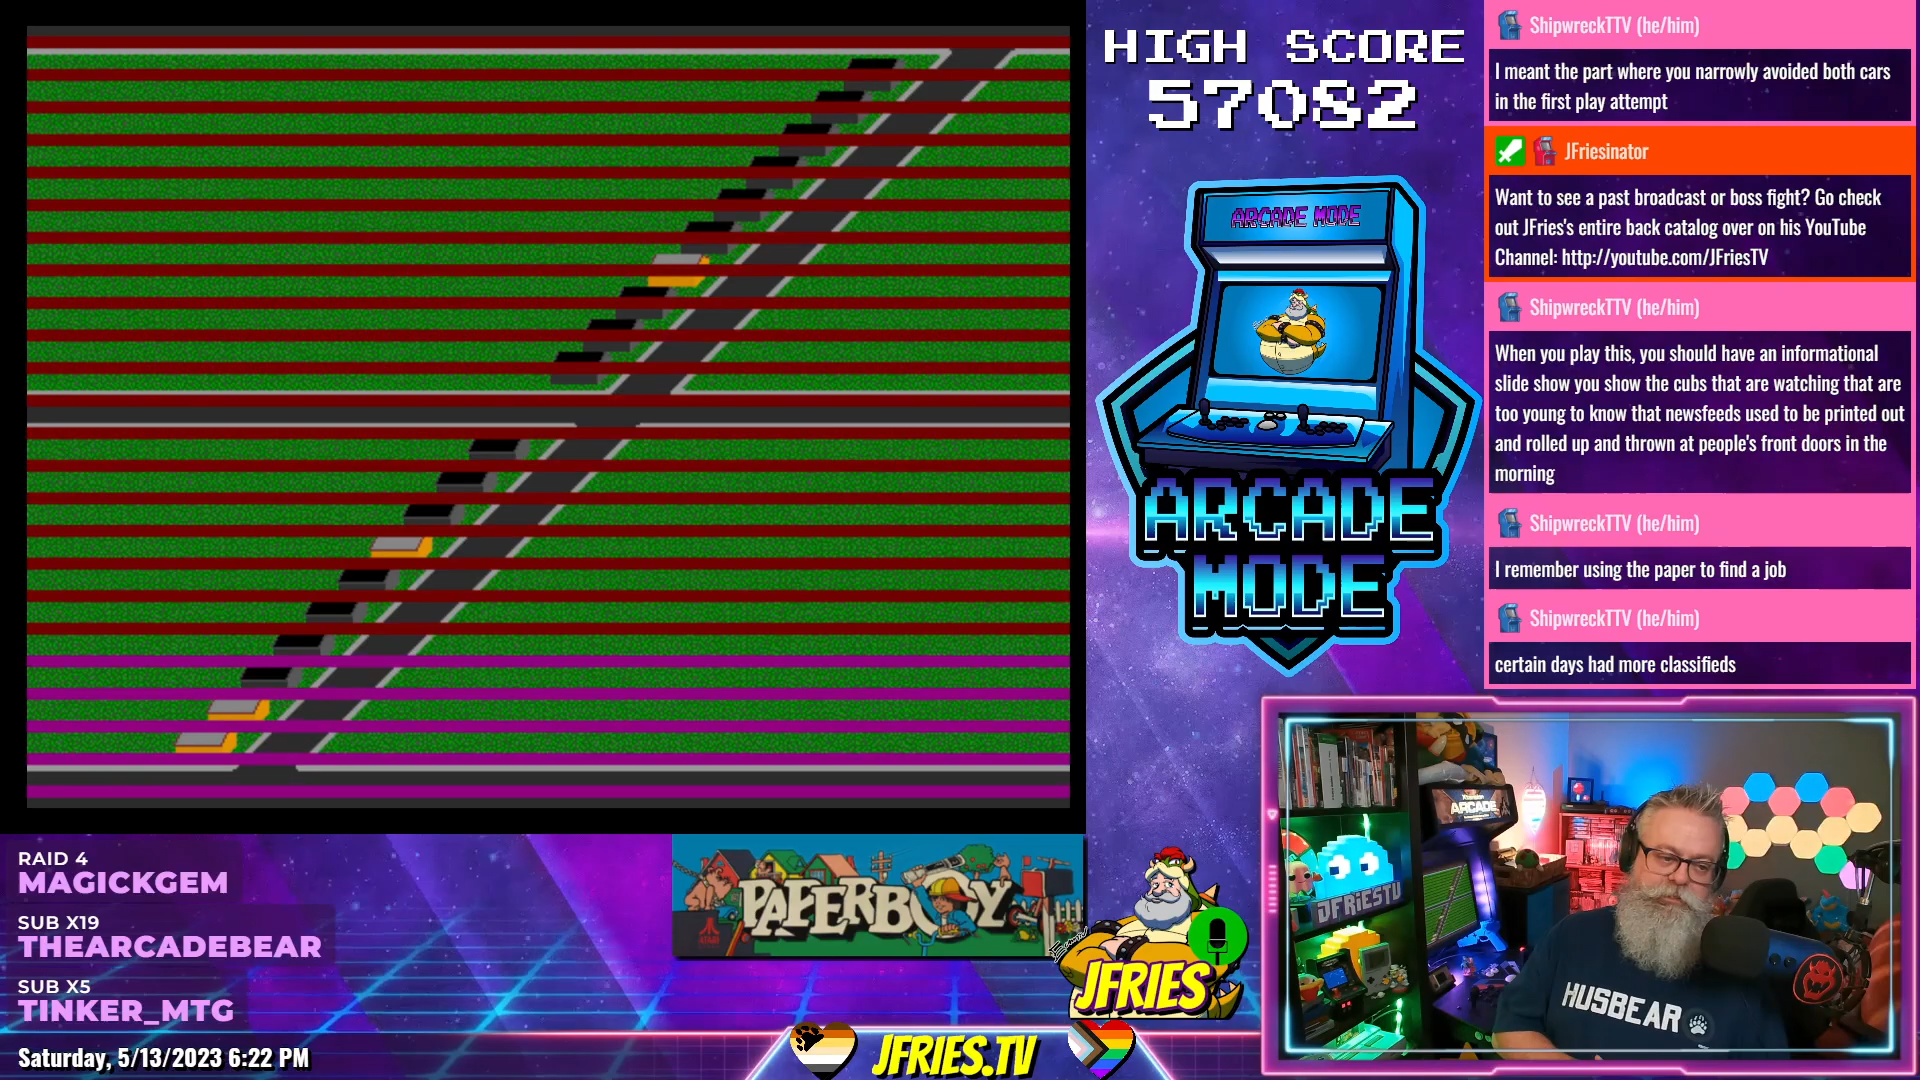 HIGH SCORE
57082
ARCADE MODE
ARCADE
MODE
ShipwreckTTV (he/him)
I meant the part where you narrowly avoided both cars
in the first play attempt
JFriesinator
Want to see a past broadcast or boss fight? Go check
out JFries's entire back catalog over on his YouTube
Channel: http://youtube.com/JFriesTV
ShipwreckTTV (he/him)
When you play this, you should have an informational
slide show you show the cubs that are watching that are
too young to know that newsfeeds used to be printed out
and rolled up and thrown at people's front doors in the
morning
ShipwreckTTV (he/him)
I remember using the paper to find a job
ShipwreckTTV (he/him)
certain days had more classifieds
RAID 4
MAGICKGEM
SUB X19
THEARCADEBEAR
SUB X5
TINKER_MTG
Saturday, 5/13/2023 6:22 PM
PAPERBOY
ATARI
JFRIES
JFRIES.TV
ARCADE
JFRIESTV
HUSBEAR